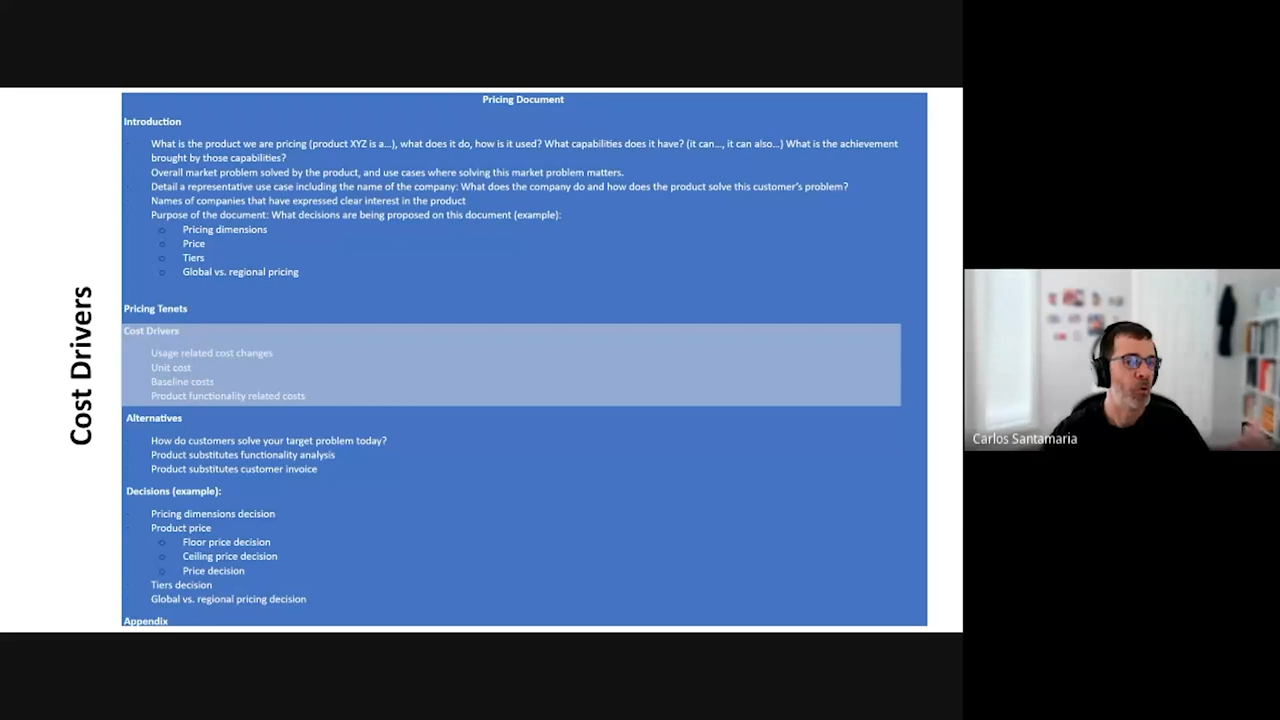 Cost Drivers
Pricing Document
Introduction
What is the product we are pricing (product XYZ is a...), what does it do, how is it used? What capabilities does it have? (it can..., it can also...) What is the achievement
brought by those capabilities?
Overall market problem solved by the product, and use cases where solving this market problem matters.
Detail a representative use case including the name of the company: What does the company do and how does the product solve this customer's problem?
Names of companies that have expressed clear interest in the product
Purpose of the document: What decisions are being proposed on this document (example):
o Pricing dimensions
o Price
o Tiers
o Global vs. regional pricing
Pricing Tenets
Cost Drivers
Usage related cost changes
Unit cost
Baseline costs
Product functionality related costs
Alternatives
How do customers solve your target problem today?
Product substitutes functionality analysis
Product substitutes customer invoice
Decisions (example):
Pricing dimensions decision
Product price
o Floor price decision
o Ceiling price decision
o Price decision
Tiers decision
Global vs. regional pricing decision
Appendix
Carlos Santamaria